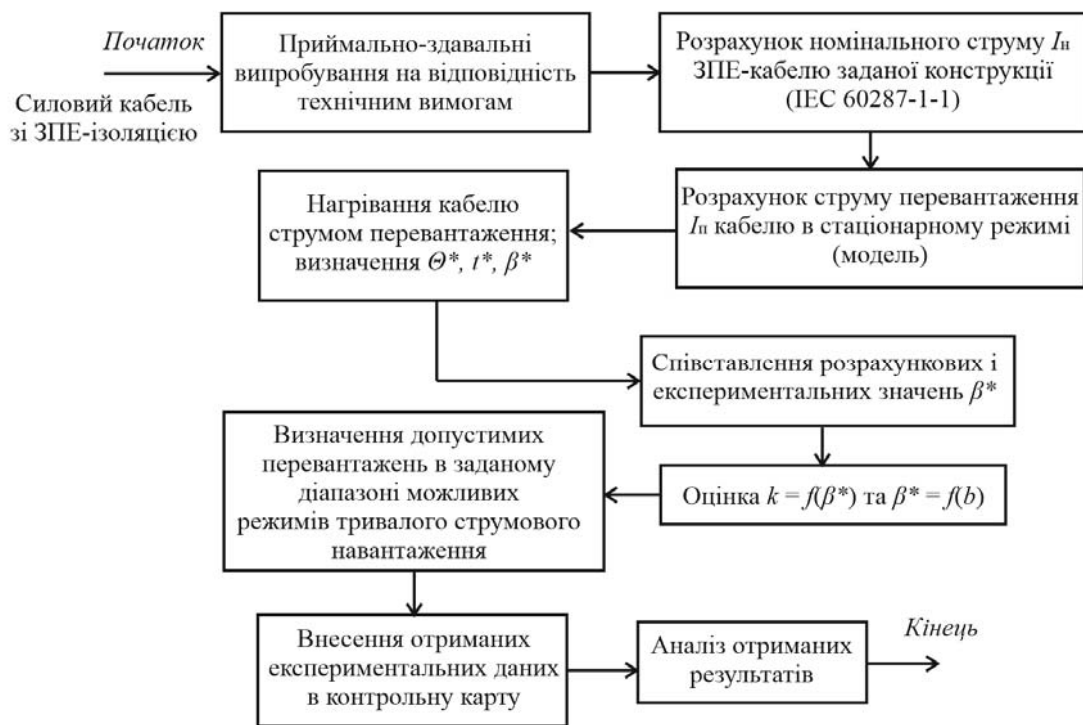 Початок
Силовий кабель
зі ЗПЕ-ізоляцією
Приймально-здавальні
випробування на відповідність
технічним вимогам
Розрахунок номінального струму Iн
ЗПЕ-кабелю заданої конструкції
(IEC 60287-1-1)
Розрахунок струму перевантаження
Iп кабелю в стаціонарному режимі
(модель)
Нагрівання кабелю
струмом перевантаження;
визначення Θ*, t*, β*
Співставлення розрахункових і
експериментальних значень β*
Оцінка k = f(β*) та β* = f(b)
Визначення допустимих
перевантажень в заданому
діапазоні можливих
режимів тривалого струмового
навантаження
Внесення отриманих
експериментальних даних
в контрольну карту
Аналіз отриманих
результатів
Кінець